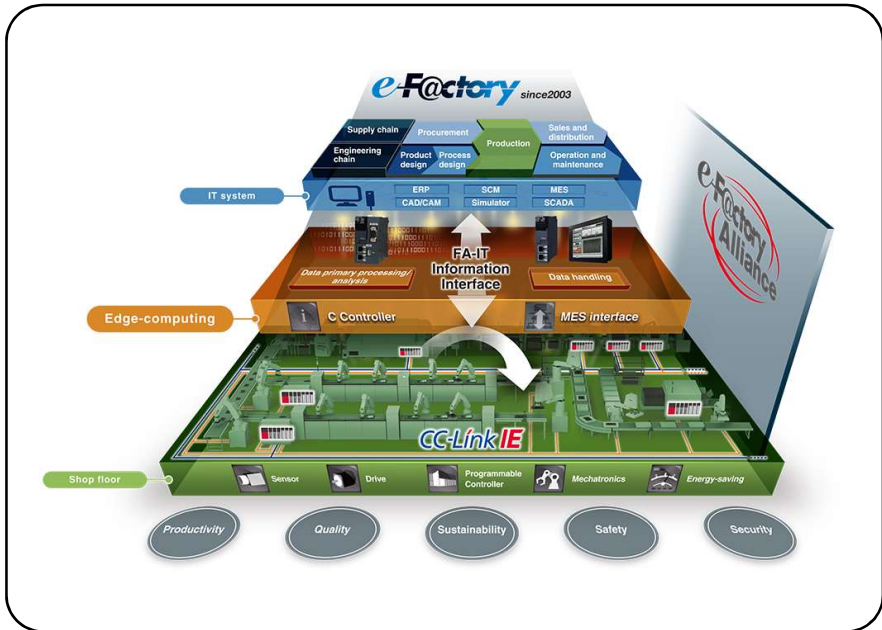 e-F@ctory since2003
Supply chain
Procurement
Production
Sales and
distribution
Engineering
chain
Product
design
Process
design
Operation and
maintenance
IT system
ERP
SCM
MES
CAD/CAM
Simulator
SCADA
e-F@ctory
Alliance
FA-IT
Information
Interface
Data primary processing/
analysis
Data handling
Edge-computing
C Controller
MES interface
CC-Link IE
Shop floor
Sensor
Drive
Programmable
Controller
Mechatronics
Energy-saving
Productivity
Quality
Sustainability
Safety
Security